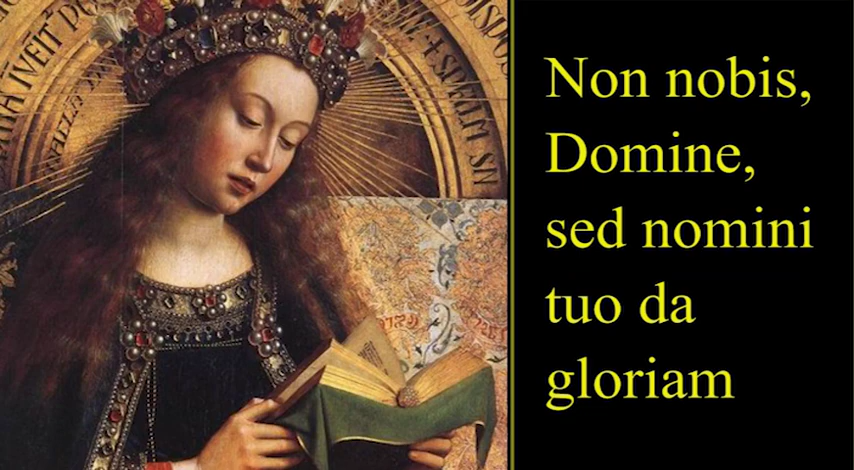 Non nobis,
Domine,
sed nomini
tuo da
gloriam